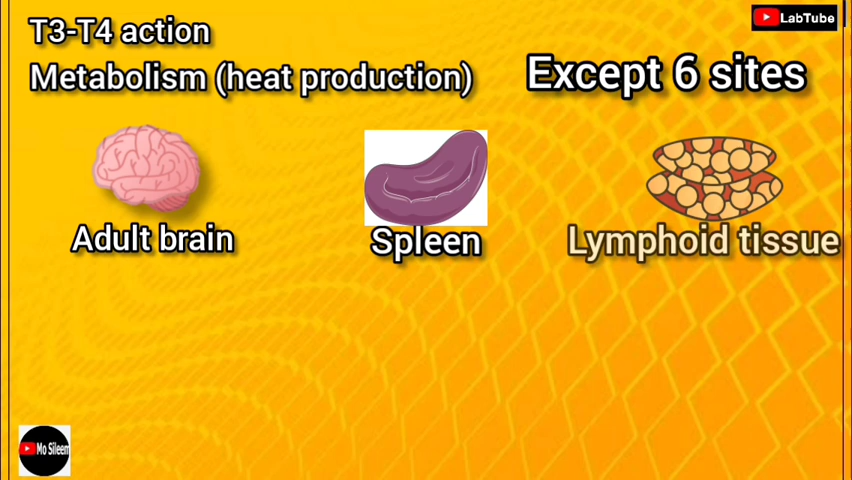 LabTube
T3-T4 action
Metabolism (heat production)
Except 6 sites
Adult brain
Spleen
Lymphoid tissue
Mo Sileem